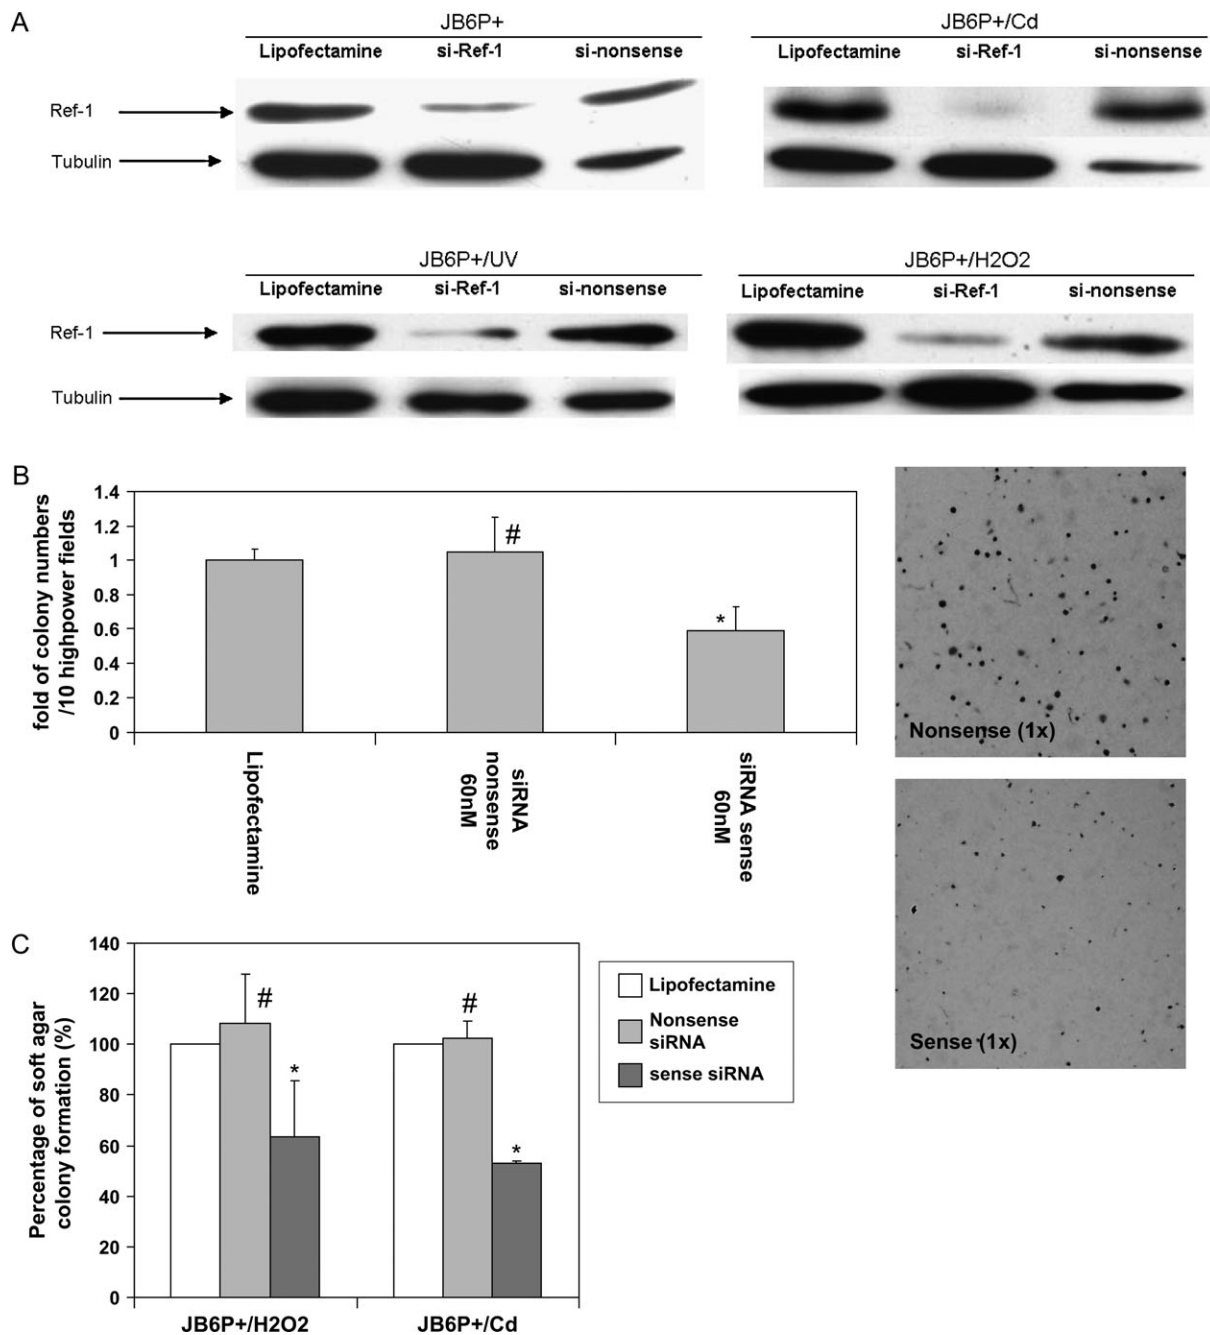 A
JB6P+
Lipofectamine si-Ref-1 si-nonsense
JB6P+/Cd
Lipofectamine si-Ref-1 si-nonsense
Ref-1
Tubulin
JB6P+/UV
Lipofectamine si-Ref-1 si-nonsense
JB6P+/H2O2
Lipofectamine si-Ref-1 si-nonsense
Ref-1
Tubulin
B
fold of colony numbers
/10 highpower fields
1.4
1.2
1
0.8
0.6
0.4
0.2
0
#
*
Lipofectamine
siRNA
nonsense
60nM
siRNA sense
60nM
Nonsense (1x)
Sense (1x)
C
Percentage of soft agar
colony formation (%)
140
120
100
80
60
40
20
0
#
*
#
*
JB6P+/H2O2
JB6P+/Cd
Lipofectamine
Nonsense
siRNA
sense siRNA